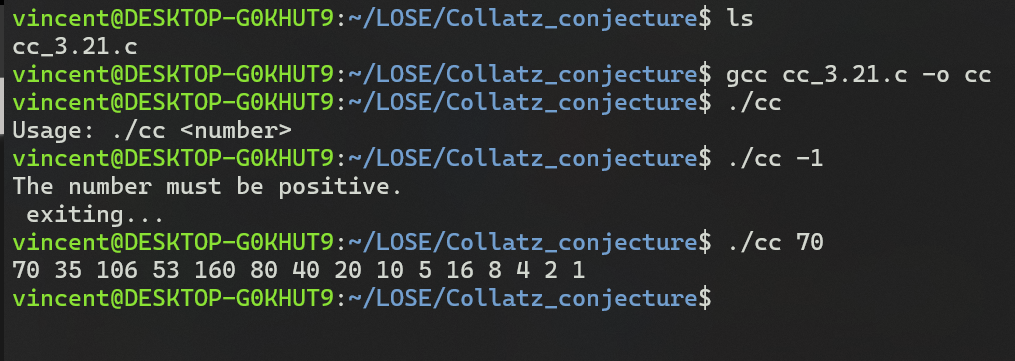 vincent@DESKTOP-G0KHUT9:~/LOSE/Collatz_conjecture$ ls
cc_3.21.c
vincent@DESKTOP-G0KHUT9:~/LOSE/Collatz_conjecture$ gcc cc_3.21.c -o cc
vincent@DESKTOP-G0KHUT9:~/LOSE/Collatz_conjecture$ ./cc
Usage: ./cc <number>
vincent@DESKTOP-G0KHUT9:~/LOSE/Collatz_conjecture$ ./cc -1
The number must be positive.
 exiting...
vincent@DESKTOP-G0KHUT9:~/LOSE/Collatz_conjecture$ ./cc 70
70 35 106 53 160 80 40 20 10 5 16 8 4 2 1
vincent@DESKTOP-G0KHUT9:~/LOSE/Collatz_conjecture$